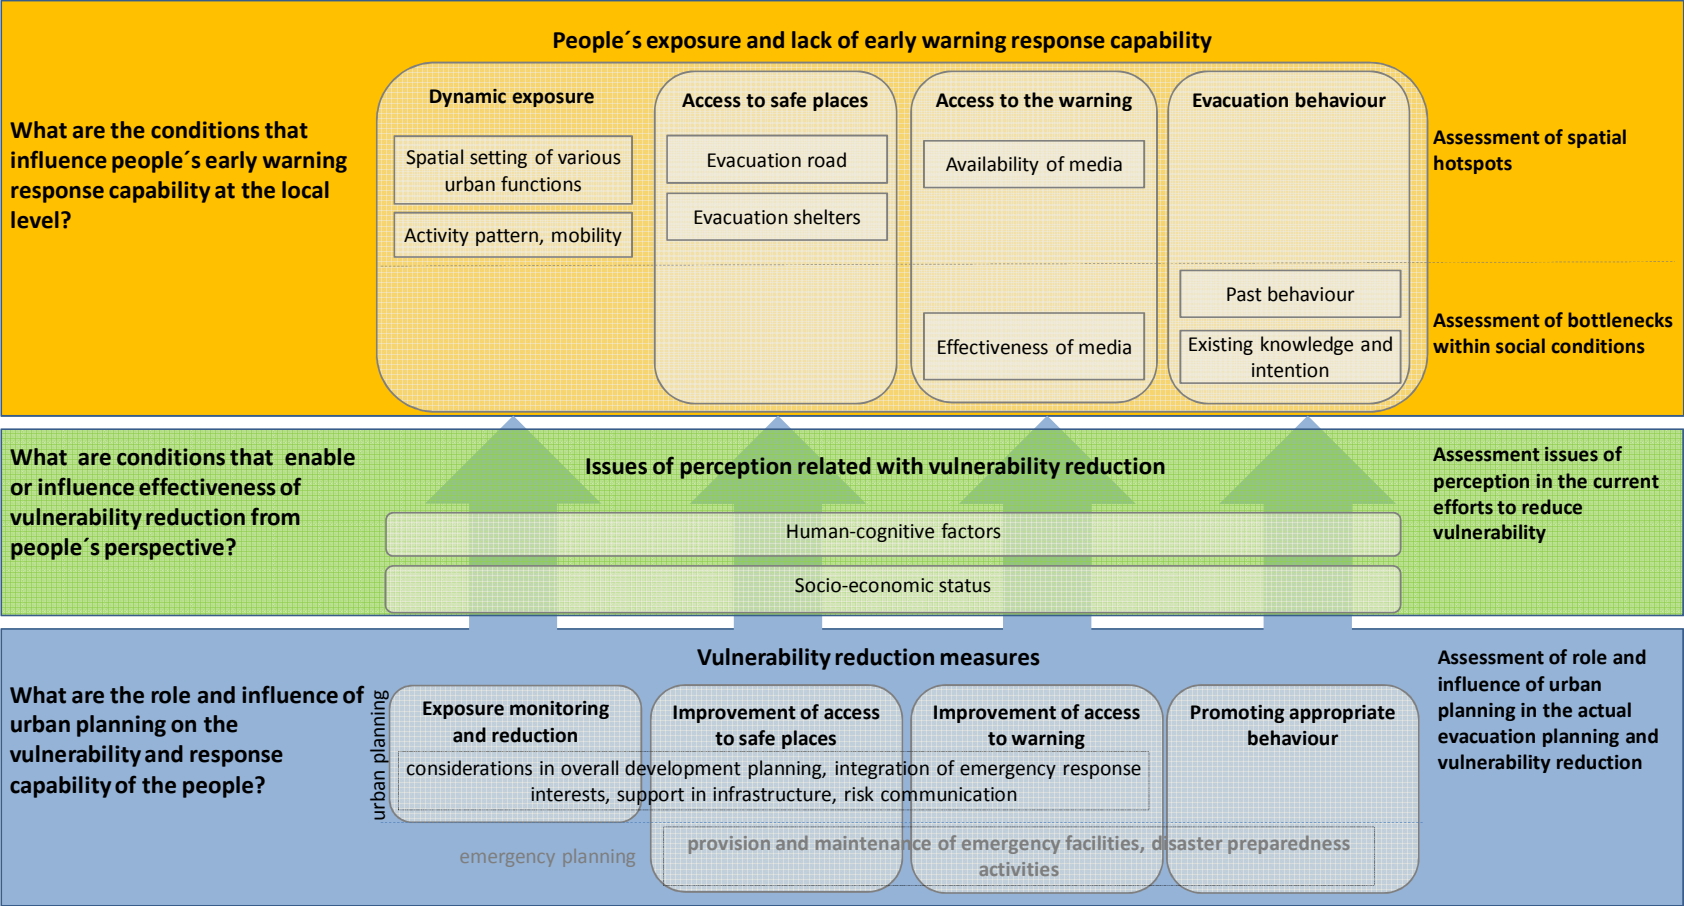 People´s exposure and lack of early warning response capability
What are the conditions that
influence people´s early warning
response capability at the local
level?
Dynamic exposure
Spatial setting of various
urban functions
Activity pattern, mobility
Access to safe places
Evacuation road
Evacuation shelters
Access to the warning
Availability of media
Effectiveness of media
Evacuation behaviour
Past behaviour
Existing knowledge and
intention
Assessment of spatial
hotspots
Assessment of bottlenecks
within social conditions
What are conditions that enable
or influence effectiveness of
vulnerability reduction from
people´s perspective?
Issues of perception related with vulnerability reduction
Human-cognitive factors
Socio-economic status
Assessment issues of
perception in the current
efforts to reduce
vulnerability
Vulnerability reduction measures
What are the role and influence of
urban planning on the
vulnerability and response
capability of the people?
urban planning
Exposure monitoring
and reduction
Improvement of access
to safe places
Improvement of access
to warning
Promoting appropriate
behaviour
considerations in overall development planning, integration of emergency response
interests, support in infrastructure, risk communication
emergency planning
provision and maintenance of emergency facilities, disaster preparedness
activities
Assessment of role and
influence of urban
planning in the actual
evacuation planning and
vulnerability reduction